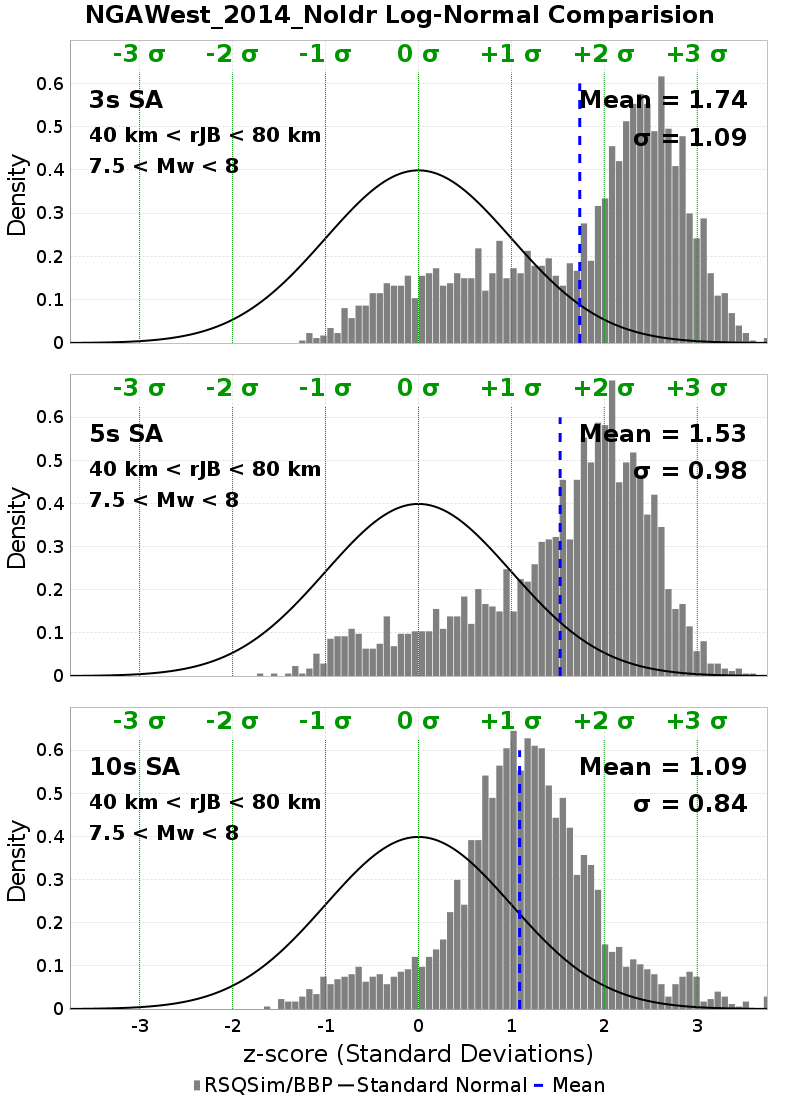 NGAWest_2014_NoIdr Log-Normal Comparision
-3 σ -2 σ -1 σ 0 σ +1 σ +2 σ +3 σ
3s SA
Mean = 1.74
40 km < rJB < 80 km
σ = 1.09
7.5 < Mw < 8
Density
0.6
0.5
0.4
0.3
0.2
0.1
0
-3 σ -2 σ -1 σ 0 σ +1 σ +2 σ +3 σ
5s SA
Mean = 1.53
40 km < rJB < 80 km
σ = 0.98
7.5 < Mw < 8
Density
0.6
0.5
0.4
0.3
0.2
0.1
0
-3 σ -2 σ -1 σ 0 σ +1 σ +2 σ +3 σ
10s SA
Mean = 1.09
40 km < rJB < 80 km
σ = 0.84
7.5 < Mw < 8
Density
0.6
0.5
0.4
0.3
0.2
0.1
0
-3 -2 -1 0 1 2 3
z-score (Standard Deviations)
RSQSim/BBP Standard Normal Mean